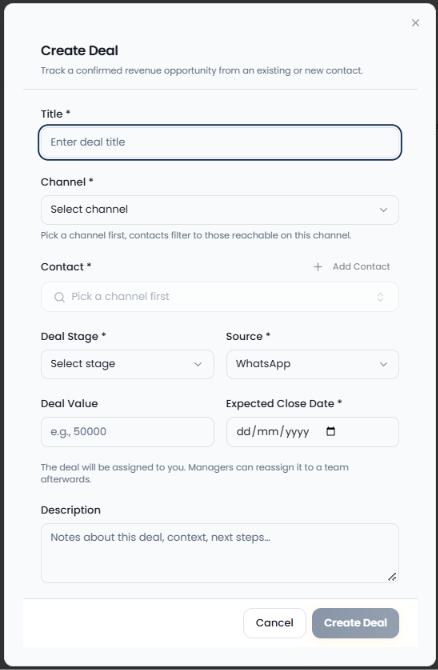 Create Deal
Track a confirmed revenue opportunity from an existing or new contact.
Title *
Enter deal title
Channel *
Select channel
Pick a channel first, contacts filter to those reachable on this channel.
Contact *
Add Contact
Pick a channel first
Deal Stage *
Source *
Select stage
WhatsApp
Deal Value
Expected Close Date *
e.g., 50000
dd/mm/yyyy
The deal will be assigned to you. Managers can reassign it to a team
afterwards.
Description
Notes about this deal, context, next steps...
Cancel
Create Deal